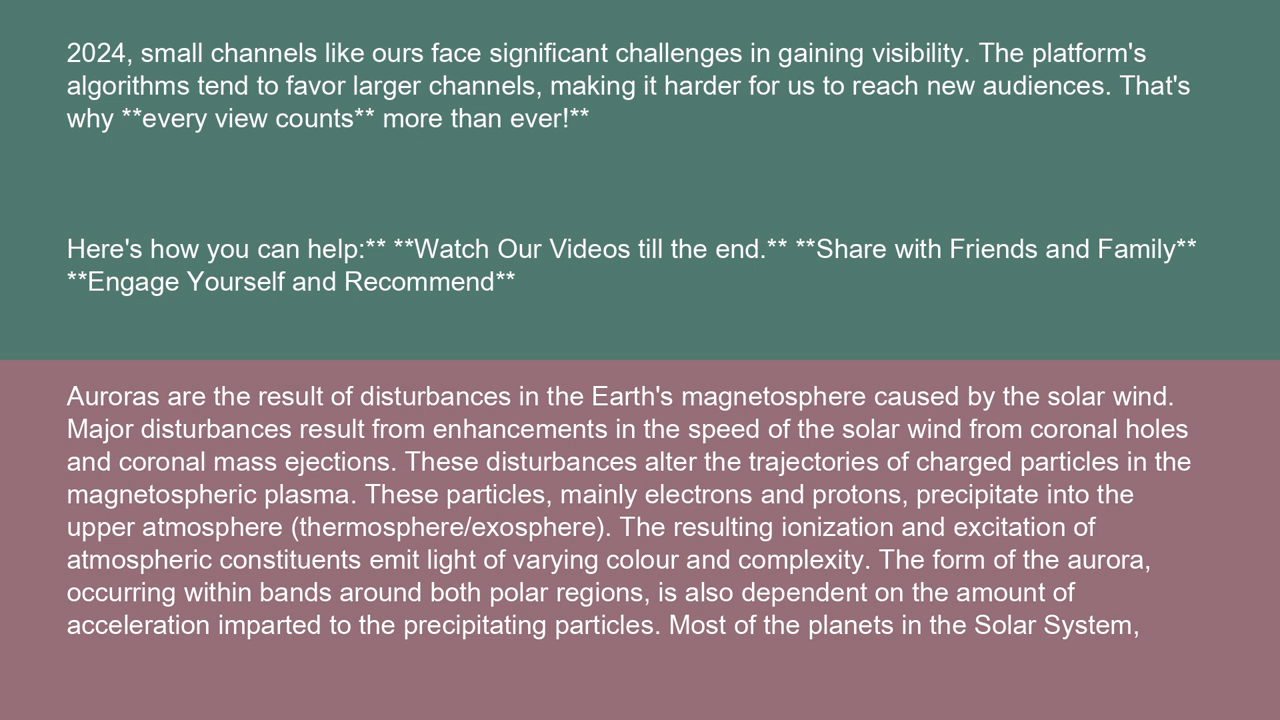 2024, small channels like ours face significant challenges in gaining visibility. The platform's
algorithms tend to favor larger channels, making it harder for us to reach new audiences. That's
why **every view counts** more than ever!**
Here's how you can help:** **Watch Our Videos till the end.** **Share with Friends and Family**
**Engage Yourself and Recommend**
Auroras are the result of disturbances in the Earth's magnetosphere caused by the solar wind.
Major disturbances result from enhancements in the speed of the solar wind from coronal holes
and coronal mass ejections. These disturbances alter the trajectories of charged particles in the
magnetospheric plasma. These particles, mainly electrons and protons, precipitate into the
upper atmosphere (thermosphere/exosphere). The resulting ionization and excitation of
atmospheric constituents emit light of varying colour and complexity. The form of the aurora,
occurring within bands around both polar regions, is also dependent on the amount of
acceleration imparted to the precipitating particles. Most of the planets in the Solar System,